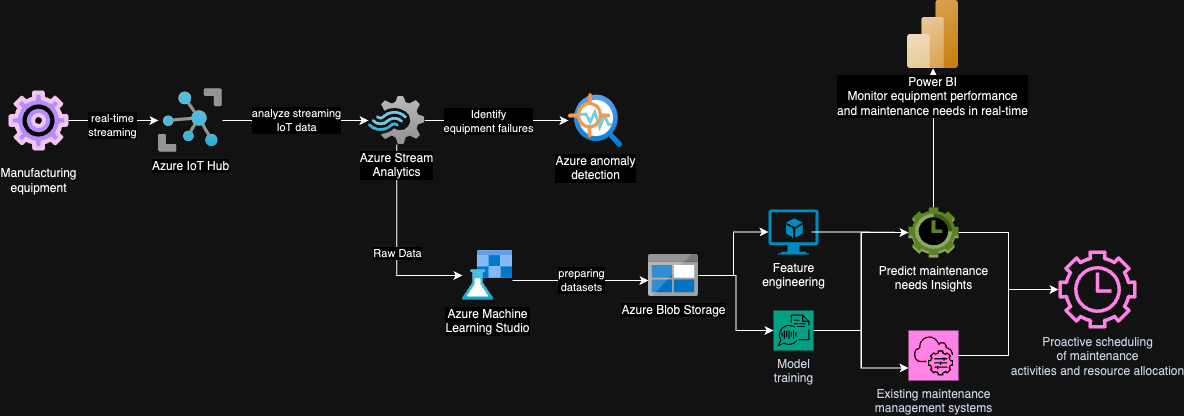 Power BI
Monitor equipment performance
and maintenance needs in real-time
real-time
streaming
analyze streaming
IoT data
Identify
equipment failures
Manufacturing
equipment
Azure IoT Hub
Azure Stream
Analytics
Azure anomaly
detection
Raw Data
preparing
datasets
Azure Machine
Learning Studio
Azure Blob Storage
Feature
engineering
Predict maintenance
needs Insights
Model
training
Existing maintenance
management systems
Proactive scheduling
of maintenance
activities and resource allocation